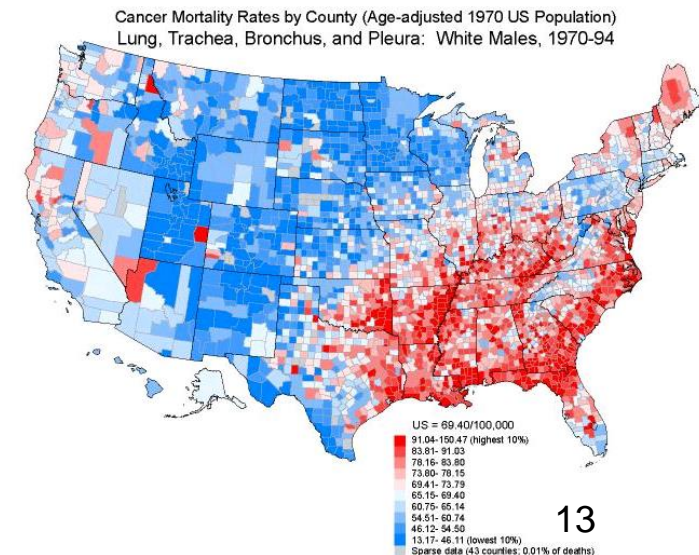 Cancer Mortality Rates by County (Age-adjusted 1970 US Population)
Lung, Trachea, Bronchus, and Pleura: White Males, 1970-94
US = 69.40/100,000
91.04-150.47 (highest 10%)
83.81- 91.03
78.16- 83.80
73.80- 78.15
69.41- 73.79
65.15- 69.40
60.75- 65.14
54.51- 60.74
46.12- 54.50
13.17- 46.11 (lowest 10%)
Sparse data (43 counties; 0.01% of deaths)
13